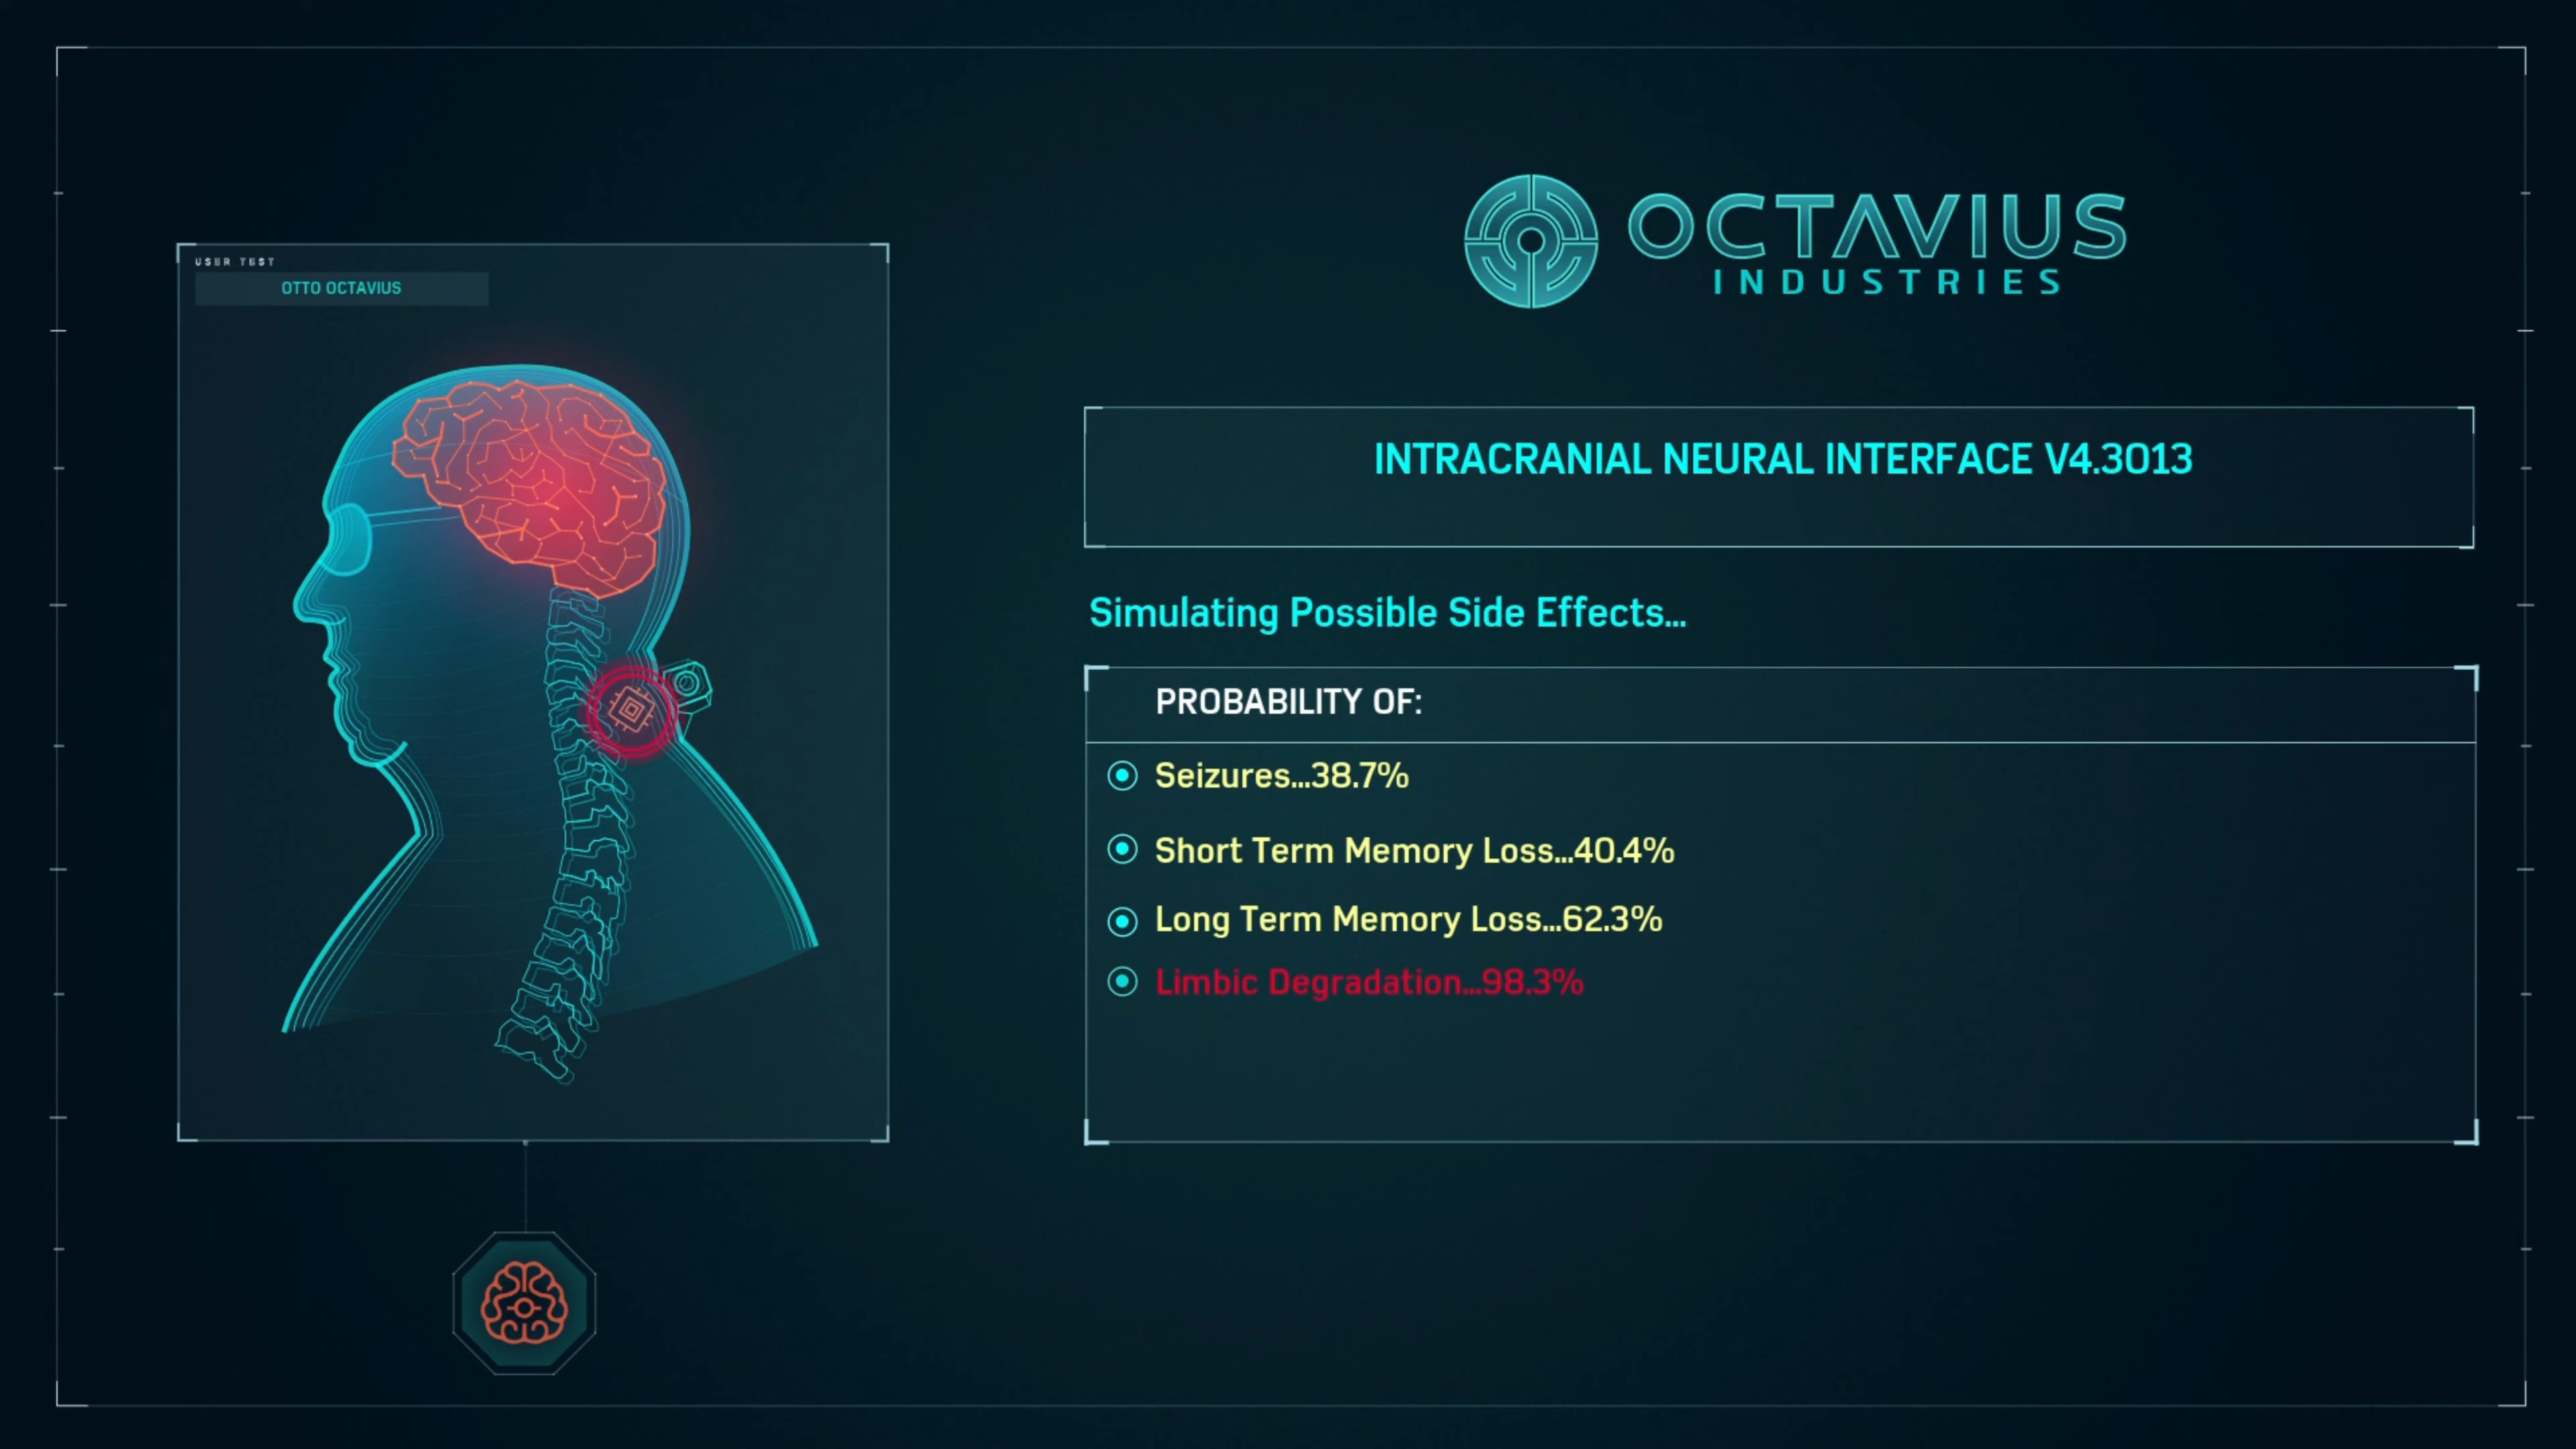 USER TEST
OTTO OCTAVIUS
OCTAVIUS
INDUSTRIES
INTRACRANIAL NEURAL INTERFACE V4.3013
Simulating Possible Side Effects...
PROBABILITY OF:
Seizures...38.7%
Short Term Memory Loss...40.4%
Long Term Memory Loss...62.3%
Limbic Degradation...98.3%